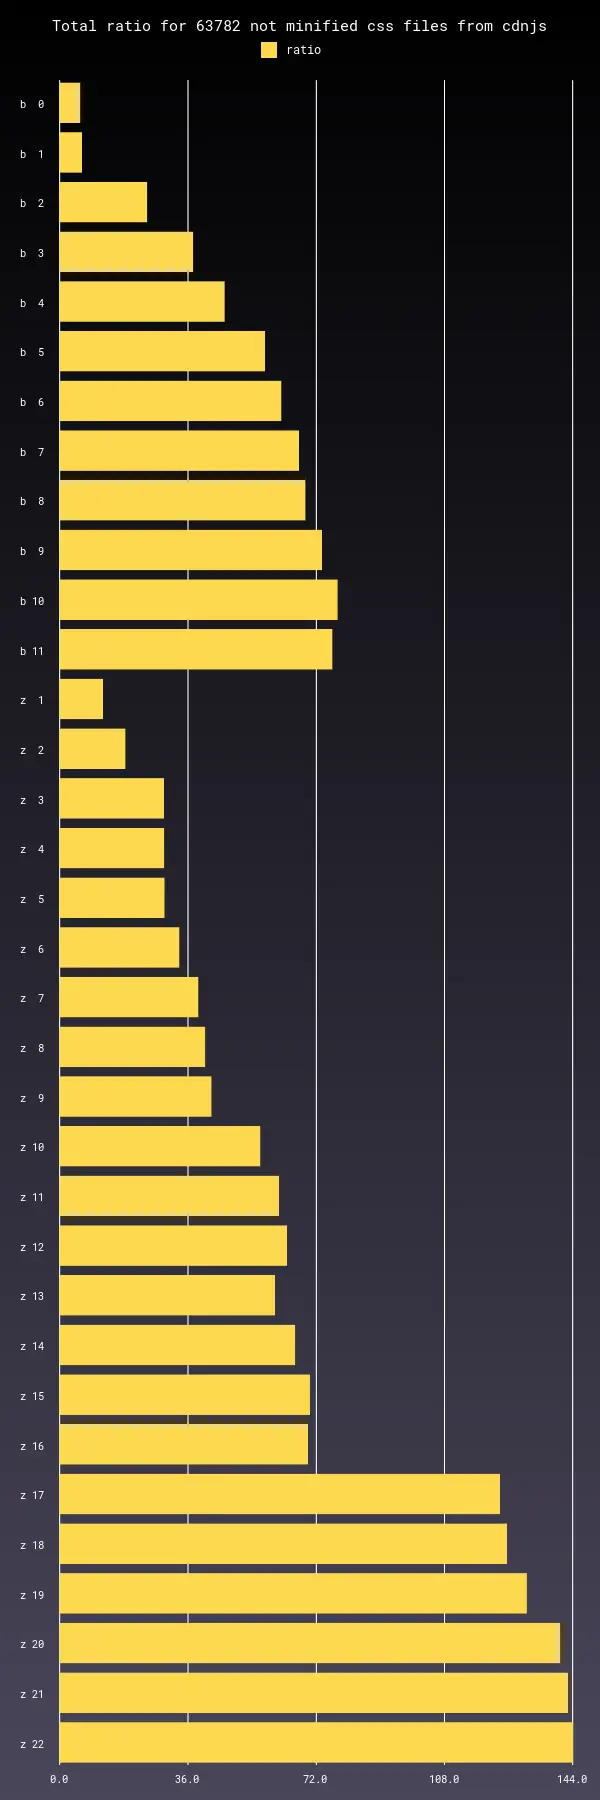 Total ratio for 63782 not minified css files from cdnjs
ratio
b 0
b 1
b 2
b 3
b 4
b 5
b 6
b 7
b 8
b 9
b 10
b 11
z 1
z 2
z 3
z 4
z 5
z 6
z 7
z 8
z 9
z 10
z 11
z 12
z 13
z 14
z 15
z 16
z 17
z 18
z 19
z 20
z 21
z 22
0.0 36.0 72.0 108.0 144.0